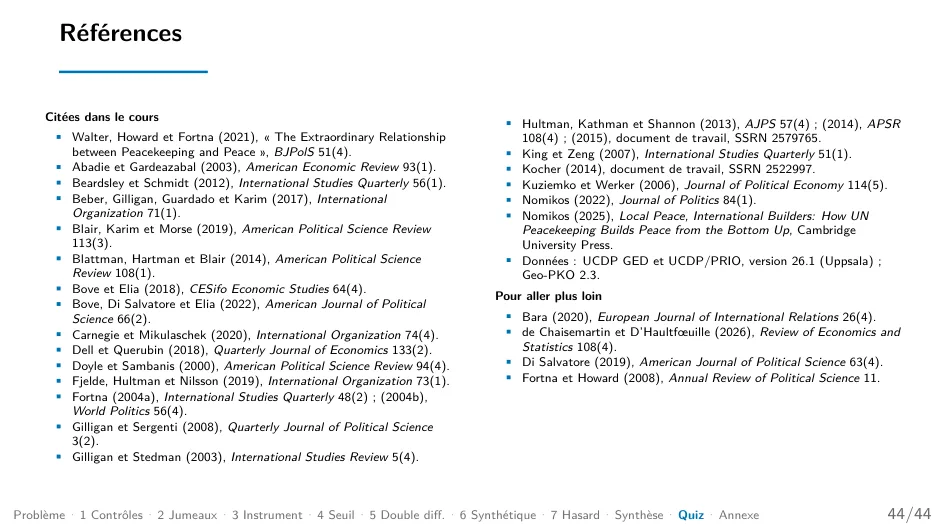 Références
Citées dans le cours
Walter, Howard et Fortna (2021), « The Extraordinary Relationship
between Peacekeeping and Peace », BJPolS 51(4).
Abadie et Gardeazabal (2003), American Economic Review 93(1).
Beardsley et Schmidt (2012), International Studies Quarterly 56(1).
Beber, Gilligan, Guardado et Karim (2017), International
Organization 71(1).
Blair, Karim et Morse (2019), American Political Science Review
113(3).
Blattman, Hartman et Blair (2014), American Political Science
Review 108(1).
Bove et Elia (2018), CESifo Economic Studies 64(4).
Bove, Di Salvatore et Elia (2022), American Journal of Political
Science 66(2).
Carnegie et Mikulaschek (2020), International Organization 74(4).
Dell et Querubin (2018), Quarterly Journal of Economics 133(2).
Doyle et Sambanis (2000), American Political Science Review 94(4).
Fjelde, Hultman et Nilsson (2019), International Organization 73(1).
Fortna (2004a), International Studies Quarterly 48(2) ; (2004b),
World Politics 56(4).
Gilligan et Sergenti (2008), Quarterly Journal of Political Science
3(2).
Gilligan et Stedman (2003), International Studies Review 5(4).
Hultman, Kathman et Shannon (2013), AJPS 57(4) ; (2014), APSR
108(4) ; (2015), document de travail, SSRN 2579765.
King et Zeng (2007), International Studies Quarterly 51(1).
Kocher (2014), document de travail, SSRN 2522997.
Kuziemko et Werker (2006), Journal of Political Economy 114(5).
Nomikos (2022), Journal of Politics 84(1).
Nomikos (2025), Local Peace, International Builders: How UN
Peacekeeping Builds Peace from the Bottom Up, Cambridge
University Press.
Données : UCDP GED et UCDP/PRIO, version 26.1 (Uppsala) ;
Geo-PKO 2.3.
Pour aller plus loin
Bara (2020), European Journal of International Relations 26(4).
de Chaisemartin et D'Haultfœuille (2026), Review of Economics and
Statistics 108(4).
Di Salvatore (2019), American Journal of Political Science 63(4).
Fortna et Howard (2008), Annual Review of Political Science 11.
Problème · 1 Contrôles · 2 Jumeaux · 3 Instrument · 4 Seuil · 5 Double diff. · 6 Synthétique · 7 Hasard · Synthèse · Quiz · Annexe 44/44